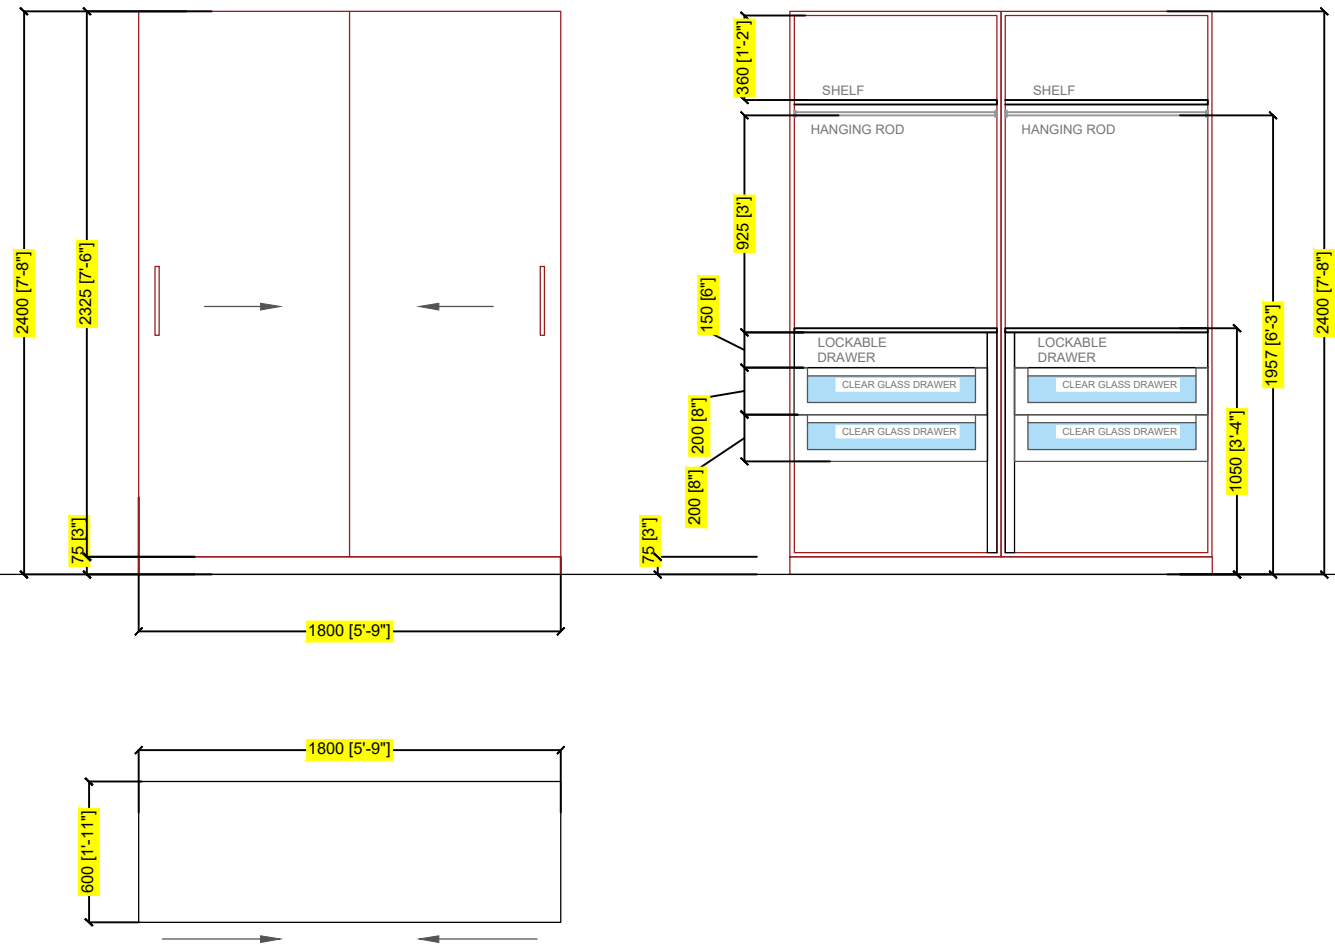 2400 [7'-8"]
2325 [7'-6"]
75 [3"]
1800 [5'-9"]
360 [1'-2"]
SHELF
SHELF
HANGING ROD
HANGING ROD
925 [3']
150 [6"]
200 [8"]
200 [8"]
75 [3"]
LOCKABLE
DRAWER
CLEAR GLASS DRAWER
CLEAR GLASS DRAWER
LOCKABLE
DRAWER
CLEAR GLASS DRAWER
CLEAR GLASS DRAWER
1050 [3'-4"]
1957 [6'-3"]
2400 [7'-8"]
1800 [5'-9"]
600 [1'-11"]